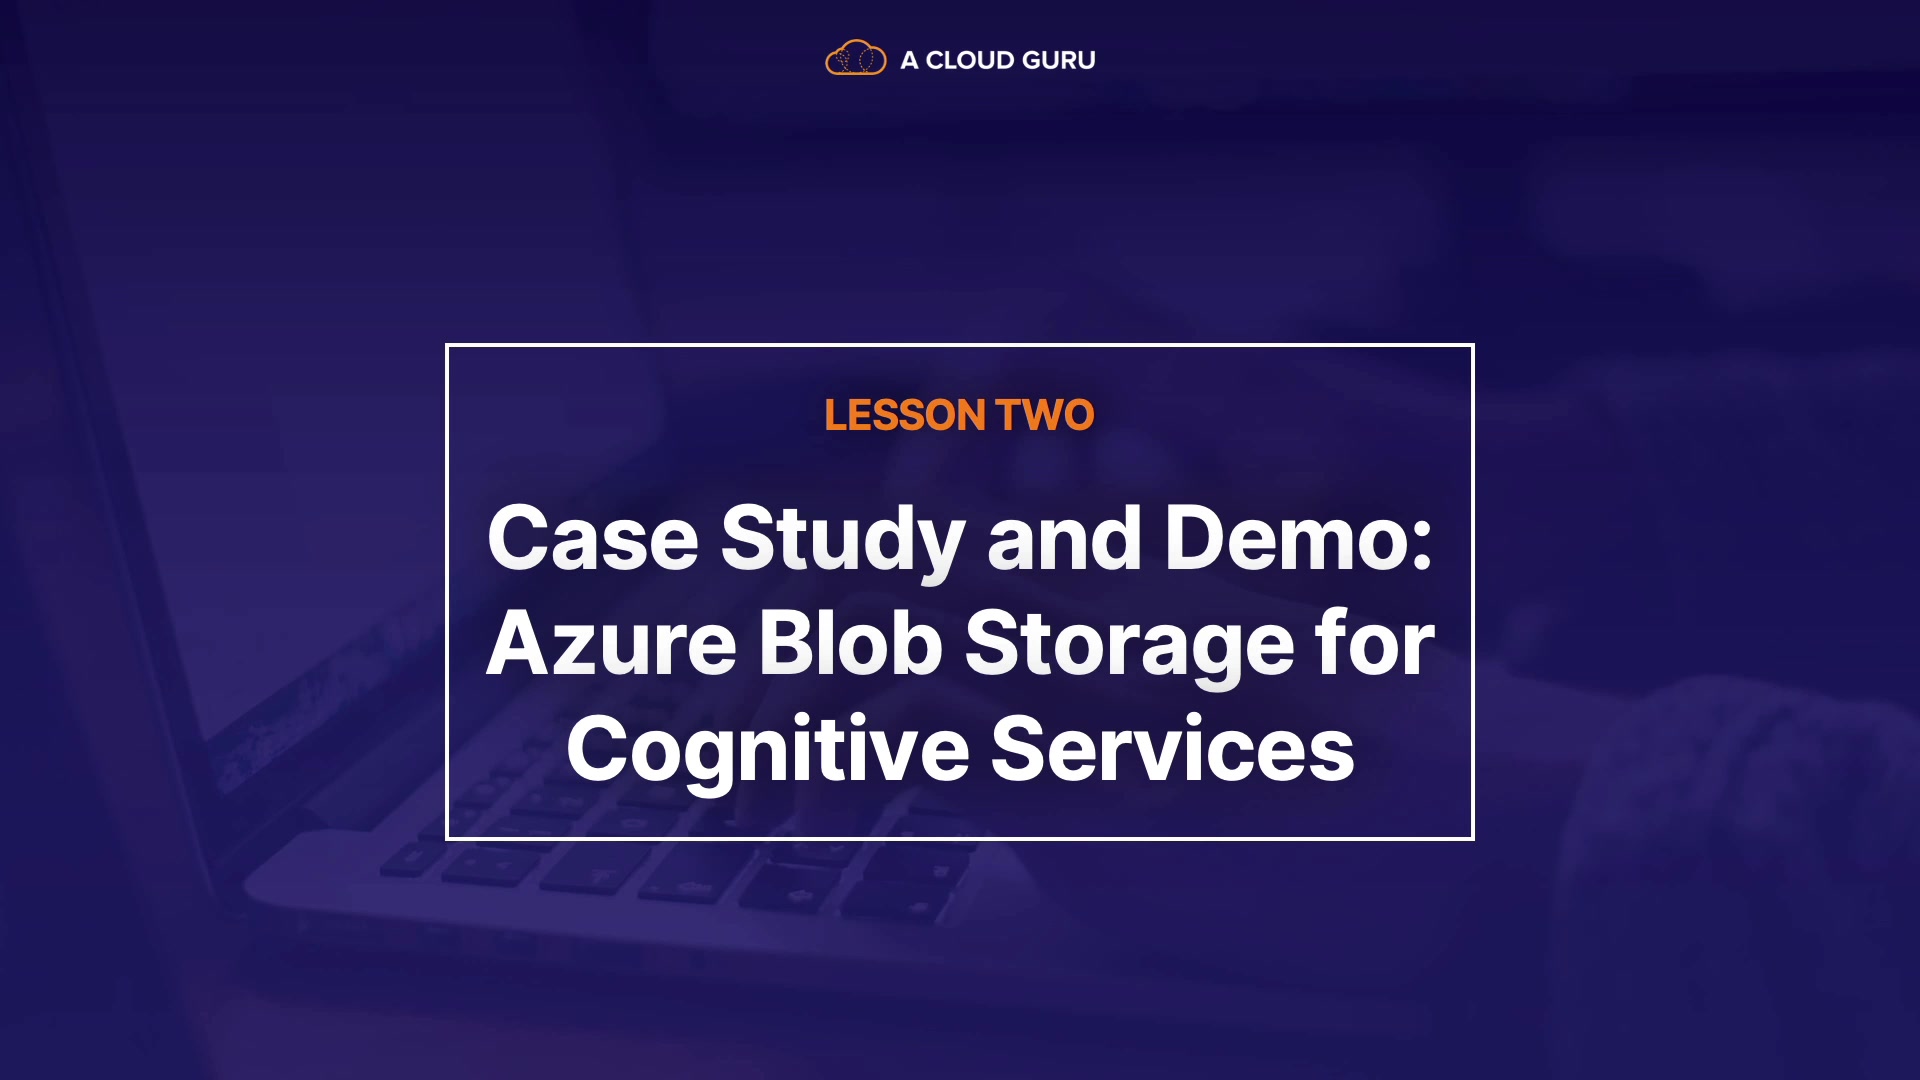 A CLOUD GURU
LESSON TWO
Case Study and Demo:
Azure Blob Storage for
Cognitive Services